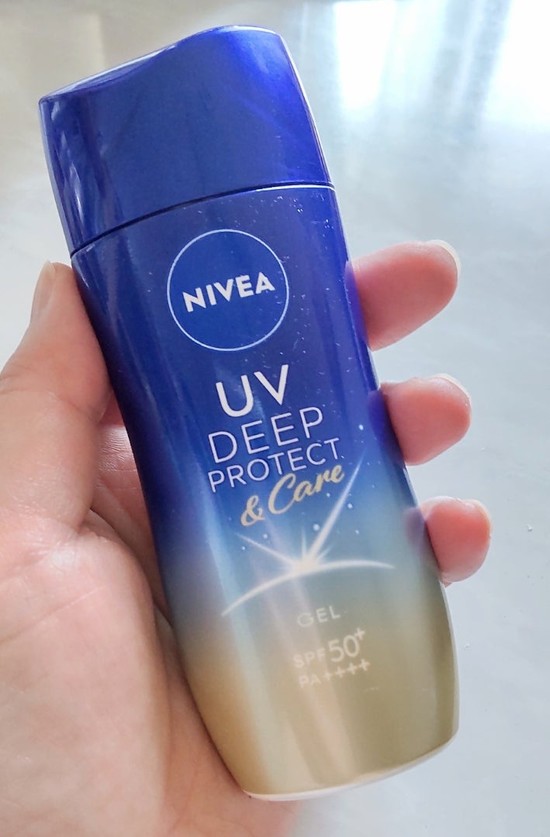 NIVEA
UV
DEEP
PROTECT
& Care
GEL
SPF50+
PA++++